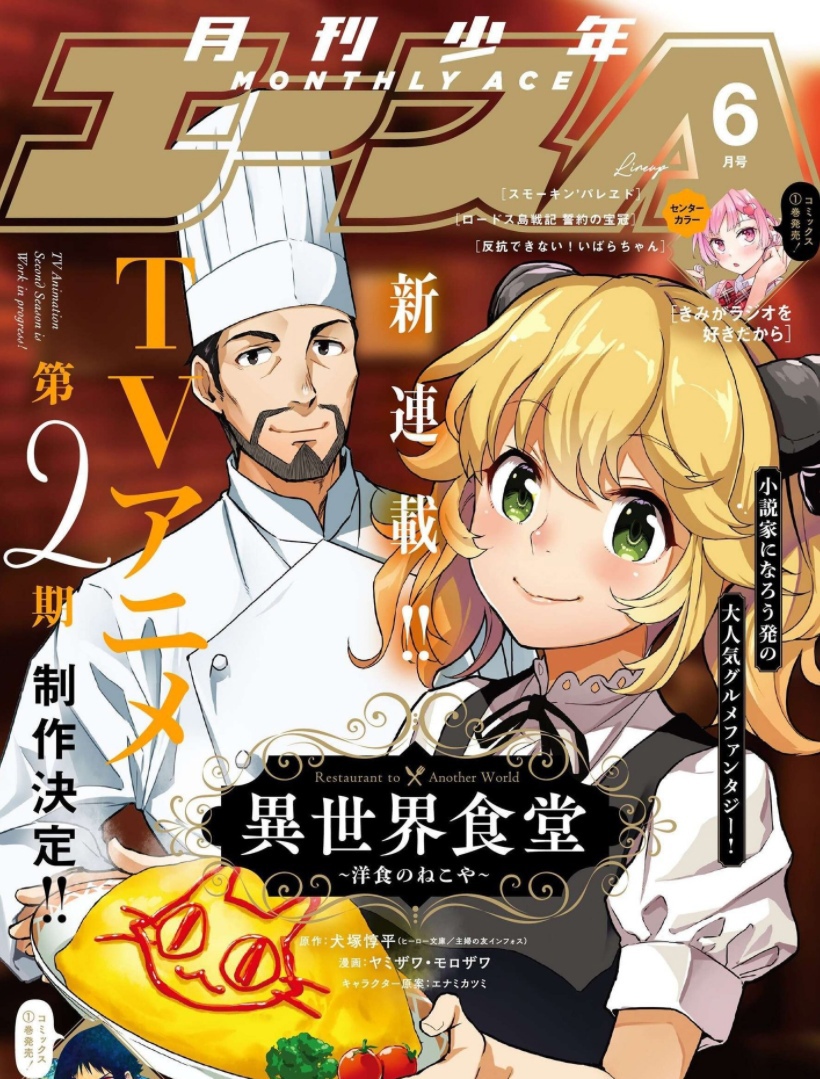 月刊少年
MONTHLY ACE
エース A
6
月号
Lineup
[スモーキン'パレヱド]
[ロードス島戦記 誓約の宝冠]
[反抗できない!いばらちゃん]
センター
カラー
コミックス
①巻発売!
[きみがラジオを
好きだから]
TV Animation
Second Season is
Work in progress!
TVアニメ
第2期
制作決定!!
新連載!!
小説家になろう発の
大人気グルメファンタジー!
Restaurant to Another World
異世界食堂
~洋食のねこや~
原作:犬塚惇平(ヒーロー文庫/主婦の友インフォス)
漫画:ヤミザワ・モロザワ
キャラクター原案:エナミカツミ
コミックス
①巻発売!